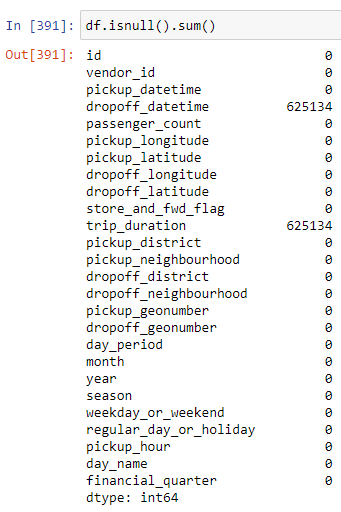 In [391]: df.isnull().sum()
Out[391]: id 0
vendor_id 0
pickup_datetime 0
dropoff_datetime 625134
passenger_count 0
pickup_longitude 0
pickup_latitude 0
dropoff_longitude 0
dropoff_latitude 0
store_and_fwd_flag 0
trip_duration 625134
pickup_district 0
pickup_neighbourhood 0
dropoff_district 0
dropoff_neighbourhood 0
pickup_geonumber 0
dropoff_geonumber 0
day_period 0
month 0
year 0
season 0
weekday_or_weekend 0
regular_day_or_holiday 0
pickup_hour 0
day_name 0
financial_quarter 0
dtype: int64